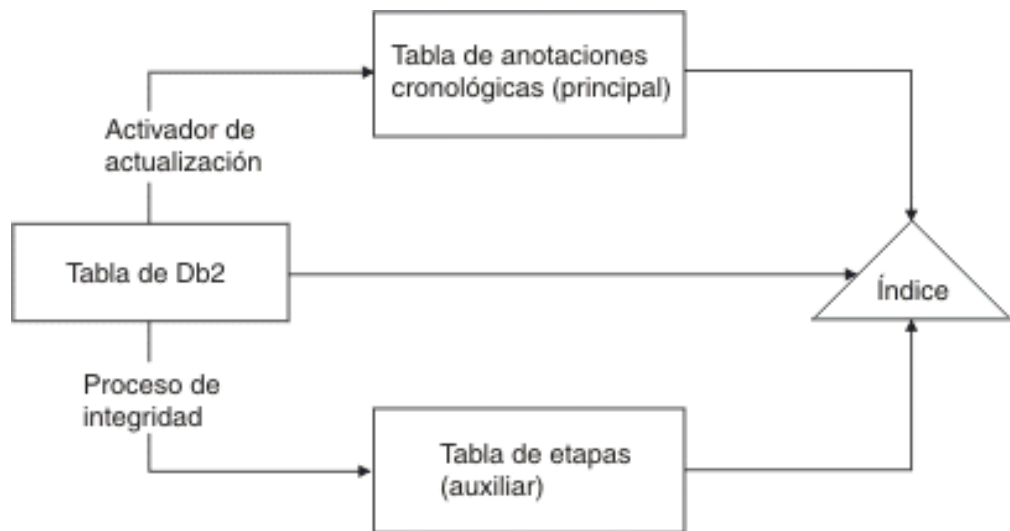 Tabla de anotaciones
cronológicas (principal)
Activador de
actualización
Tabla de Db2
Índice
Proceso de
integridad
Tabla de etapas
(auxiliar)